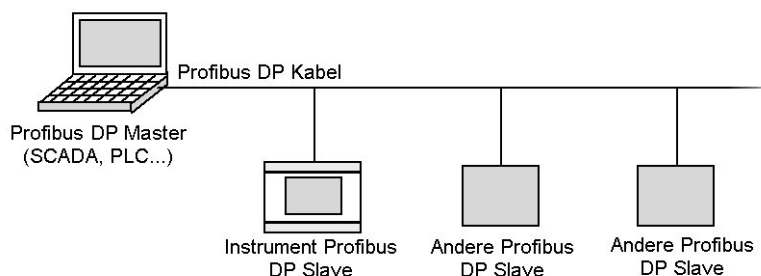 Profibus DP Kabel
Profibus DP Master
(SCADA, PLC...)
Instrument Profibus
DP Slave
Andere Profibus
DP Slave
Andere Profibus
DP Slave